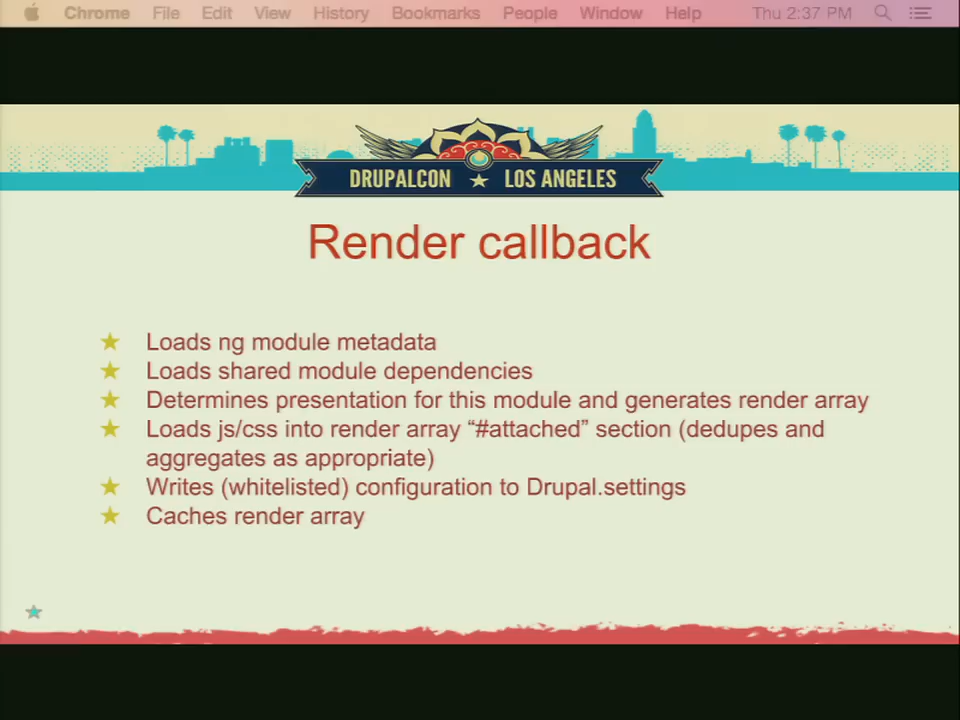 Chrome File Edit View History Bookmarks People Window Help Thu 2:37 PM
DRUPALCON LOS ANGELES
Render callback
Loads ng module metadata
Loads shared module dependencies
Determines presentation for this module and generates render array
Loads js/css into render array “#attached” section (dedupes and
aggregates as appropriate)
Writes (whitelisted) configuration to Drupal.settings
Caches render array